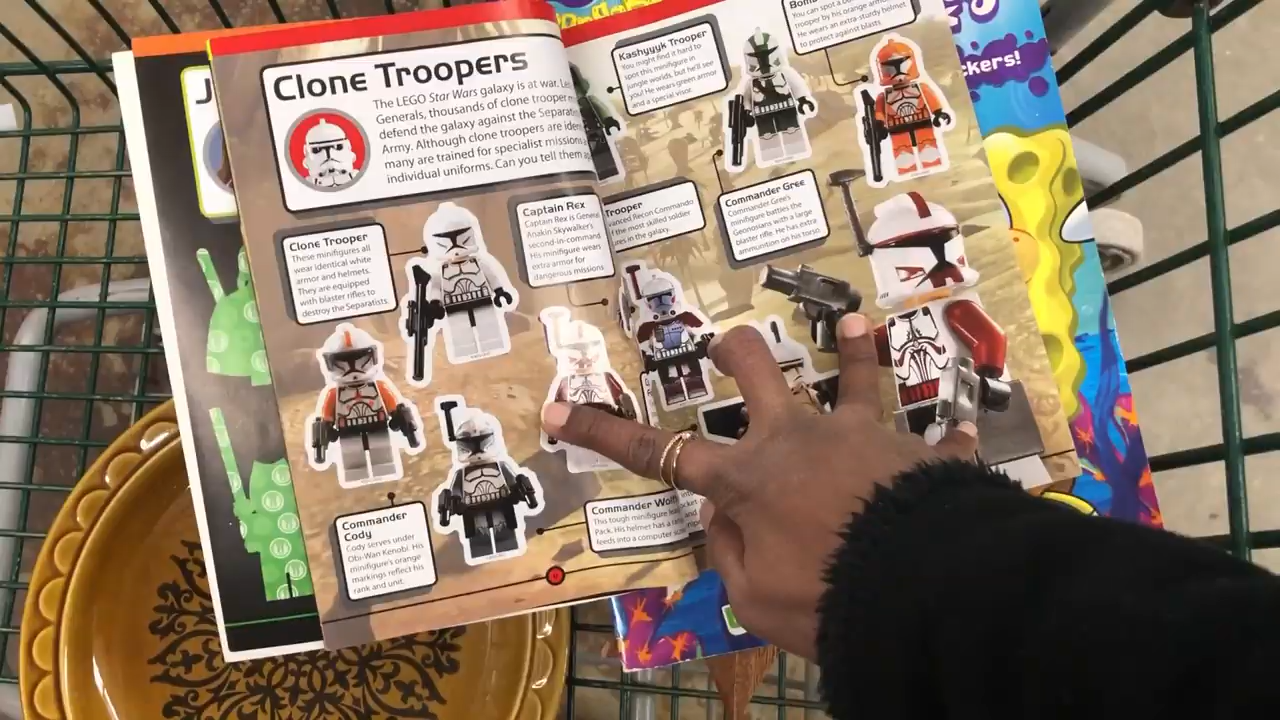 Clone Troopers
The LEGO Star Wars galaxy is at war.
Generals, thousands of clone trooper
defend the galaxy against the Separat
Army. Although clone troopers are iden
many are trained for specialist missions
individual uniforms. Can you tell them
Clone Trooper
These minifigures all
wear identical white
armor and helmets.
They are equipped
with blaster rifles to
destroy the Separatists.
Captain Rex
Captain Rex is General
Anakin Skywalker's
second-in-command
His minifigure wears
extra armor for
dangerous missions
Commander
Cody
Cody serves under
Obi-Wan Kenobi. His
minifigure's orange
markings reflect his
rank and unit.
Commander Wolf
This tough minifigure
Pack. His helmet has a
feeds into a computer
Kashyyyk Trooper
You might find it hard to
spot this minifigure in
jungle worlds, but he'll see
you! He wears green armor
and a special visor.
You can spot a
trooper by his orange armor
He wears an extra-sturdy helmet
to protect against blasts.
Trooper
anced Recon Commando
the most skilled soldier
in the galaxy.
Commander Gree
Commander Gree's
minifigure battles the
Geonosians with a large
blaster rifle. He has extra
ammunition on his torso.
ckers!
J